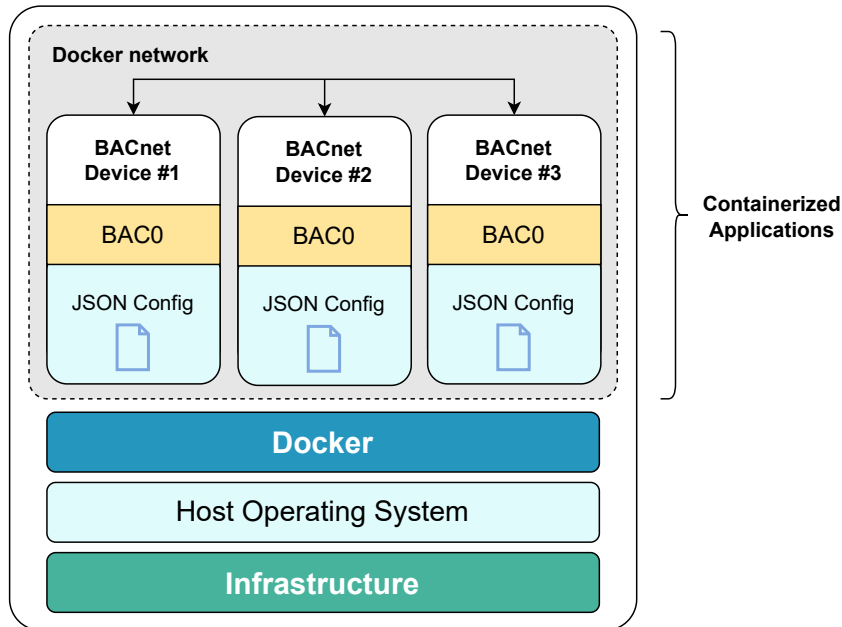 Docker network
BACnet
Device #1
BACnet
Device #2
BACnet
Device #3
BAC0
BAC0
BAC0
JSON Config
JSON Config
JSON Config
Containerized
Applications
Docker
Host Operating System
Infrastructure